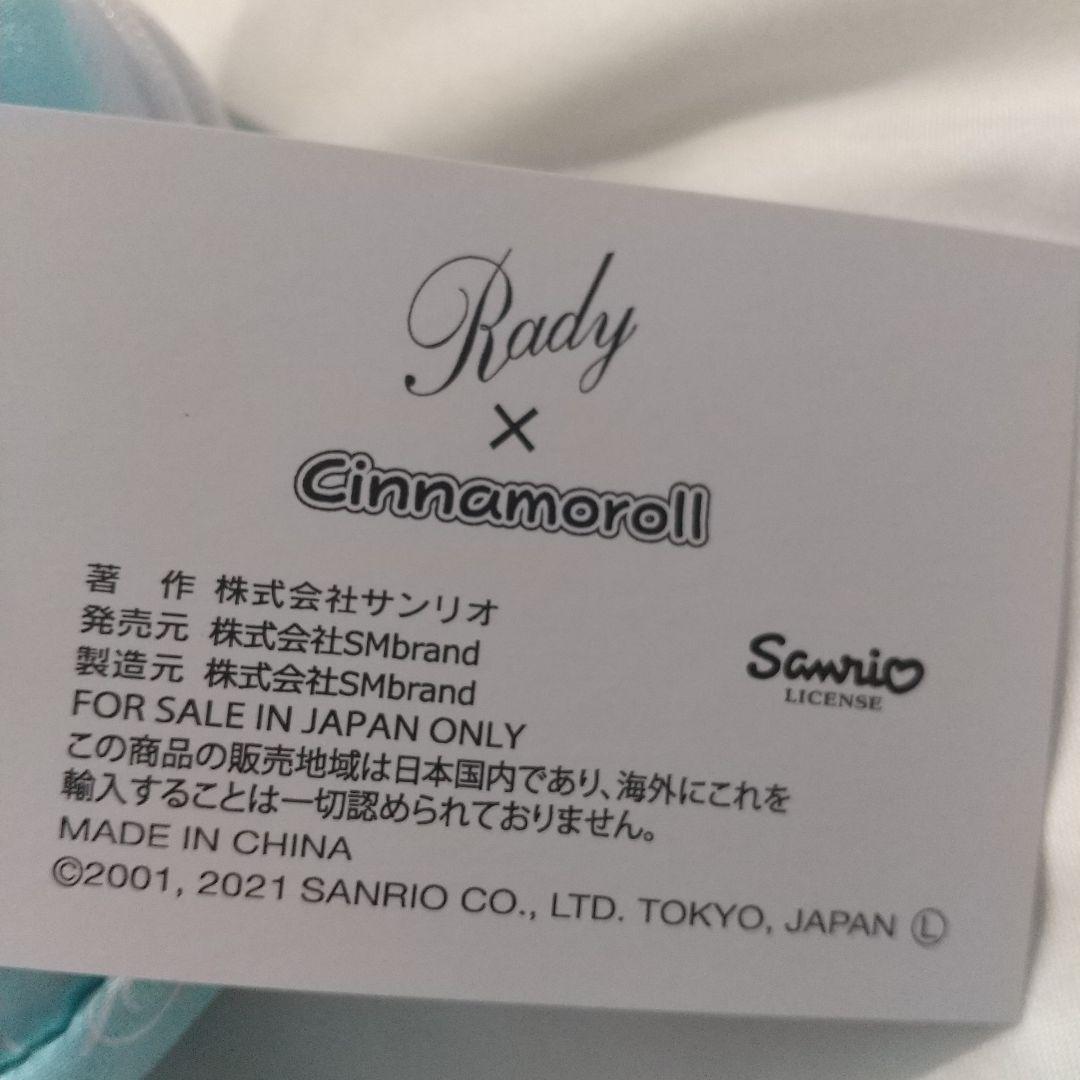 Rady
×
Cinnamoroll
著　作 株式会社サンリオ
発売元 株式会社SMbrand
製造元 株式会社SMbrand
Sanrio
LICENSE
FOR SALE IN JAPAN ONLY
この商品の販売地域は日本国内であり、海外にこれを
輸入することは一切認められておりません。
MADE IN CHINA
©2001, 2021 SANRIO CO., LTD. TOKYO, JAPAN Ⓛ